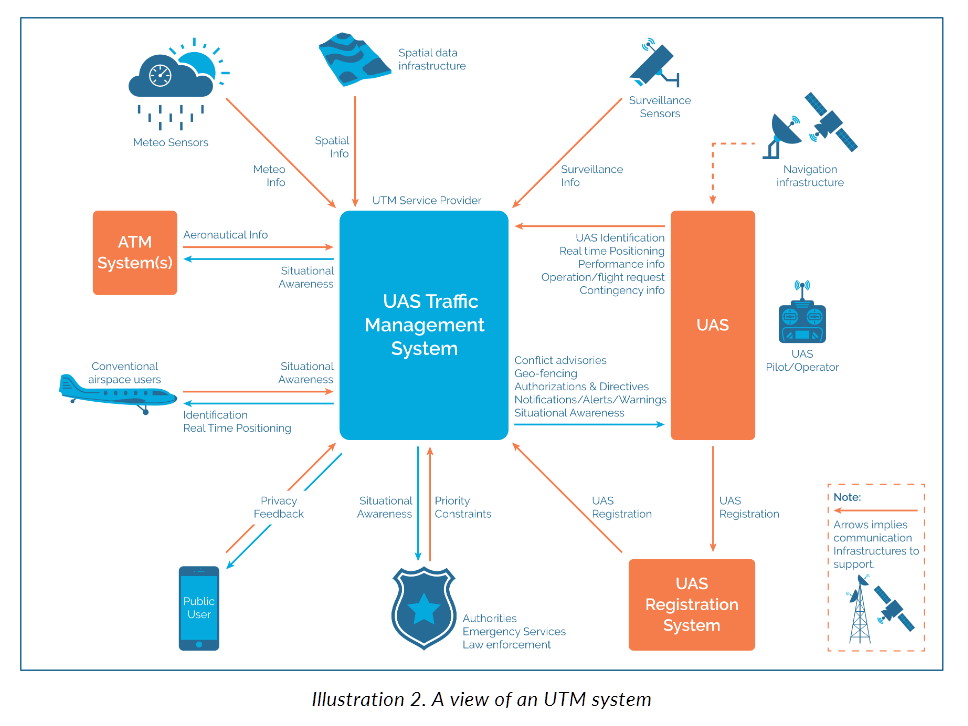 Spatial data
infrastructure
Meteo Sensors
Surveillance
Sensors
Navigation
infrastructure
Spatial
Info
Meteo
Info
Surveillance
Info
UTM Service Provider
ATM
System(s)
Aeronautical Info
Situational
Awareness
UAS Traffic
Management
System
UAS Identification
Real time Positioning
Performance info
Operation/flight request
Contingency info
UAS
UAS
Pilot/Operator
Conventional
airspace users
Situational
Awareness
Identification
Real Time Positioning
Conflict advisories
Geo-fencing
Authorizations & Directives
Notifications/Alerts/Warnings
Situational Awareness
Privacy
Feedback
Situational
Awareness
Priority
Constraints
UAS
Registration
UAS
Registration
Note:
Arrows implies
communication
Infrastructures to
support.
Public
User
Authorities
Emergency Services
Law enforcement
UAS
Registration
System
Illustration 2. A view of an UTM system